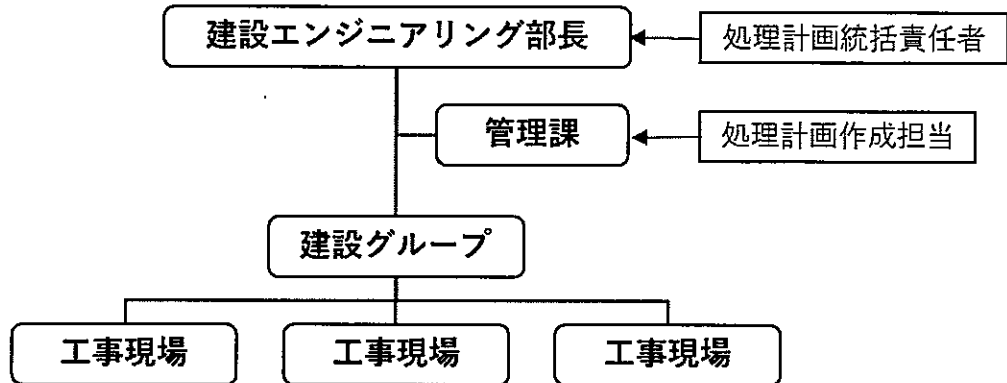 建設エンジニアリング部長
処理計画統括責任者
管理課
処理計画作成担当
建設グループ
工事現場
工事現場
工事現場